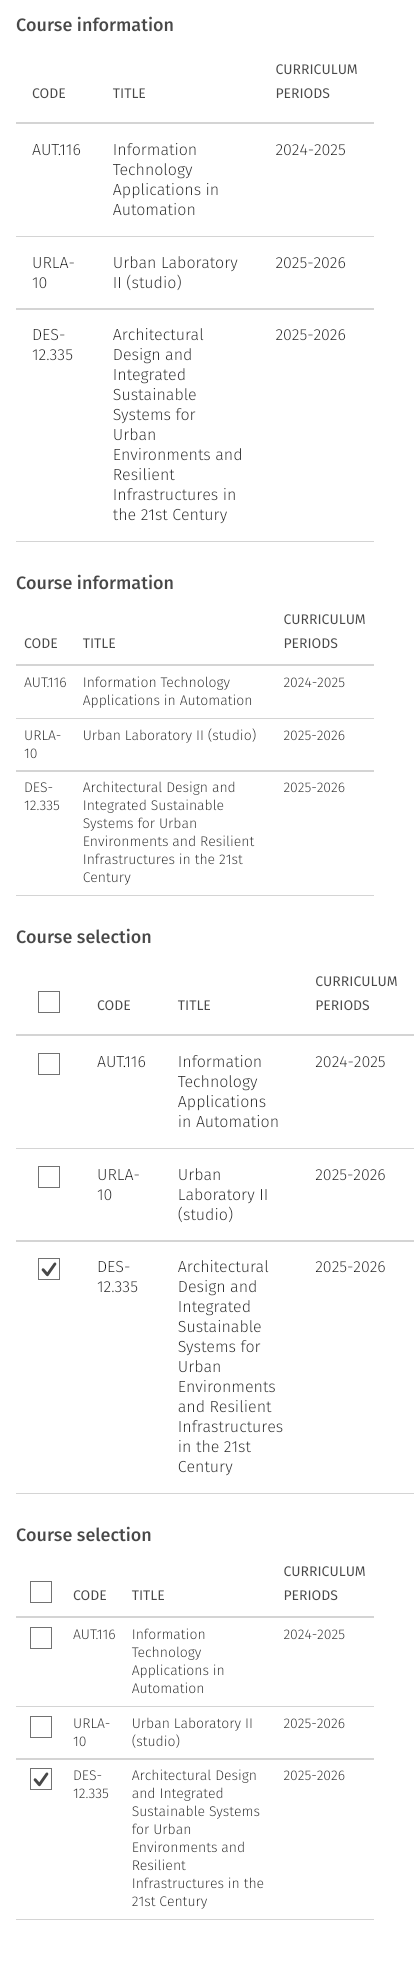 Course information
CURRICULUM
CODE TITLE PERIODS
AUT.116 Information 2024-2025
Technology
Applications in
Automation
URLA- Urban Laboratory 2025-2026
10 II (studio)
DES- Architectural 2025-2026
12.335 Design and
Integrated
Sustainable
Systems for
Urban
Environments and
Resilient
Infrastructures in
the 21st Century
Course information
CURRICULUM
CODE TITLE PERIODS
AUT.116 Information Technology 2024-2025
Applications in Automation
URLA- Urban Laboratory II (studio) 2025-2026
10
DES- Architectural Design and 2025-2026
12.335 Integrated Sustainable
Systems for Urban
Environments and Resilient
Infrastructures in the 21st
Century
Course selection
CURRICULUM
CODE TITLE PERIODS
AUT.116 Information 2024-2025
Technology
Applications
in Automation
URLA- Urban 2025-2026
10 Laboratory II
(studio)
DES- Architectural 2025-2026
12.335 Design and
Integrated
Sustainable
Systems for
Urban
Environments
and Resilient
Infrastructures
in the 21st
Century
Course selection
CURRICULUM
CODE TITLE PERIODS
AUT.116 Information 2024-2025
Technology
Applications in
Automation
URLA- Urban Laboratory II 2025-2026
10 (studio)
DES- Architectural Design 2025-2026
12.335 and Integrated
Sustainable Systems
for Urban
Environments and
Resilient
Infrastructures in the
21st Century